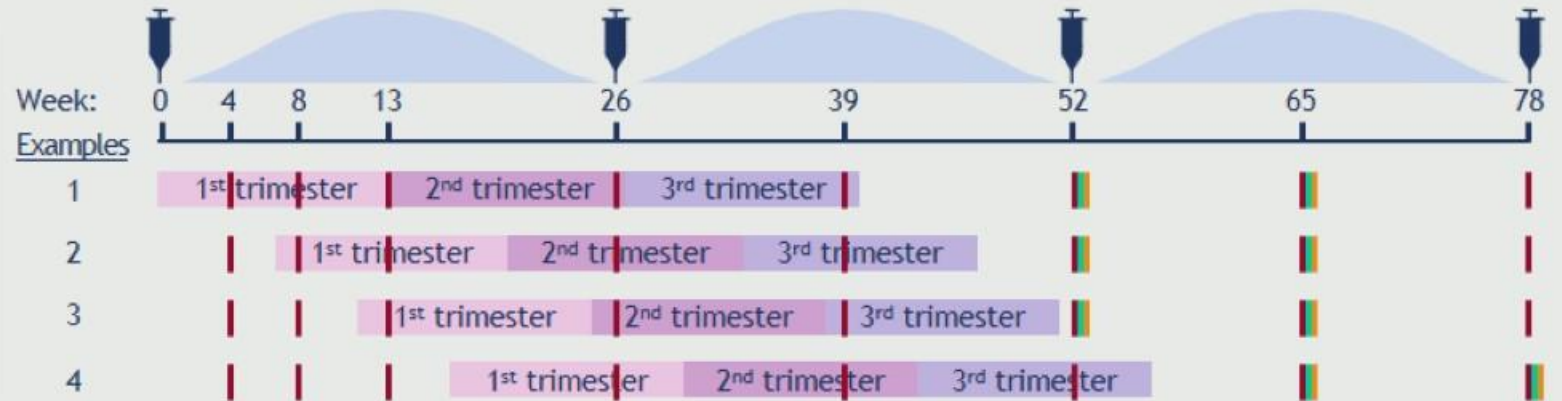 Week: 0 4 8 13 26 39 52 65 78
Examples
1 1st trimester 2nd trimester 3rd trimester
2 1st trimester 2nd trimester 3rd trimester
3 1st trimester 2nd trimester 3rd trimester
4 1st trimester 2nd trimester 3rd trimester